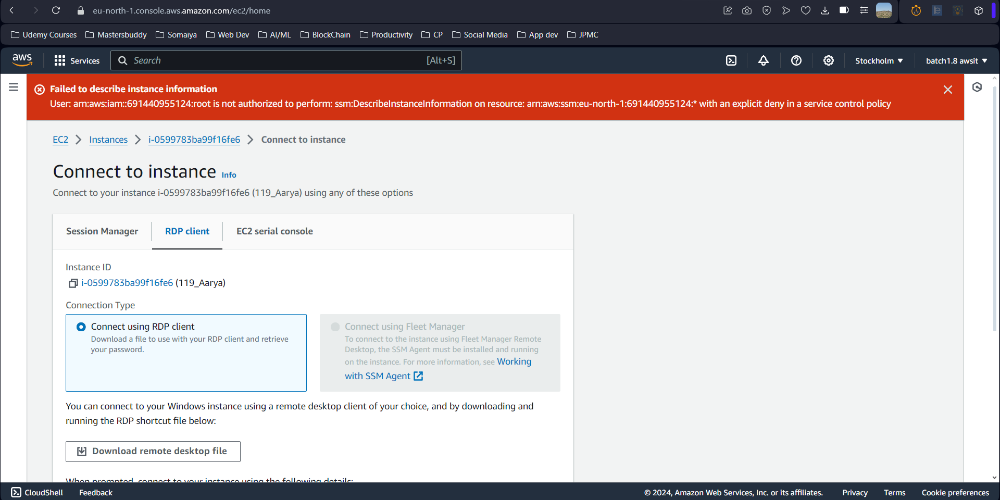 eu-north-1.console.aws.amazon.com/ec2/home
Udemy Courses Mastersbuddy Somaiya Web Dev AI/ML BlockChain Productivity CP Social Media App dev JPMC
aws Services Search [Alt+S] Stockholm batch1.8 awsit
Failed to describe instance information
User: arn:aws:iam::691440955124:root is not authorized to perform: ssm:DescribeInstanceInformation on resource: arn:aws:ssm:eu-north-1:691440955124:* with an explicit deny in a service control policy
EC2 Instances i-0599783ba99f16fe6 Connect to instance
Connect to instance Info
Connect to your instance i-0599783ba99f16fe6 (119_Aarya) using any of these options
Session Manager RDP client EC2 serial console
Instance ID
i-0599783ba99f16fe6 (119_Aarya)
Connection Type
Connect using RDP client
Download a file to use with your RDP client and retrieve
your password.
Connect using Fleet Manager
To connect to the instance using Fleet Manager Remote
Desktop, the SSM Agent must be installed and running
on the instance. For more information, see Working
with SSM Agent
You can connect to your Windows instance using a remote desktop client of your choice, and by downloading and
running the RDP shortcut file below:
Download remote desktop file
When prompted, connect to your instance using the following details:
CloudShell Feedback © 2024, Amazon Web Services, Inc. or its affiliates. Privacy Terms Cookie preferences